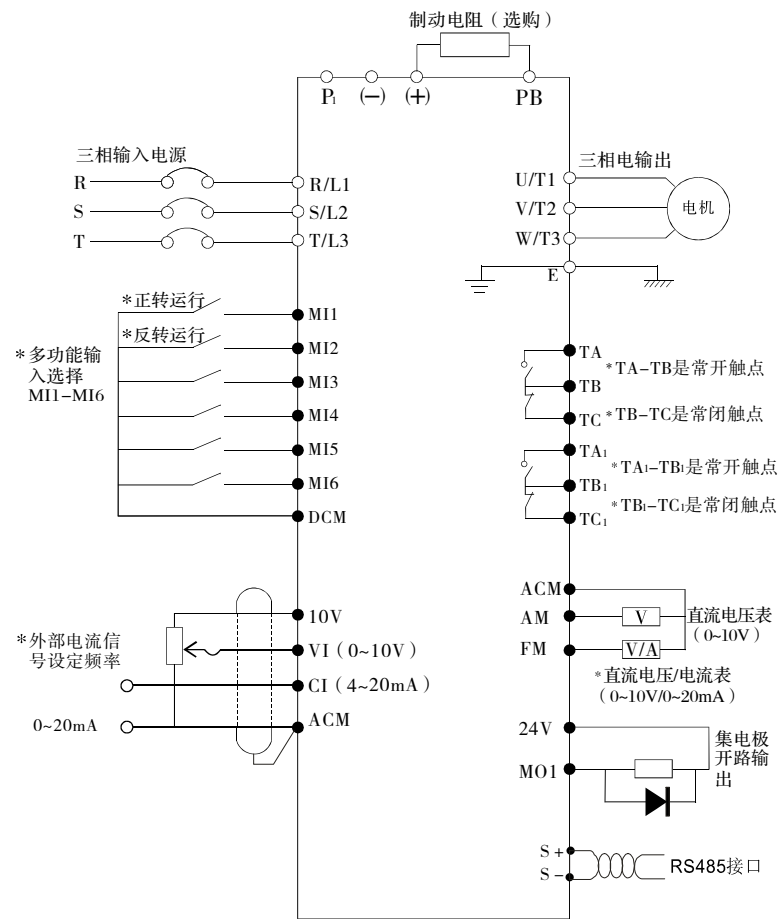 制动电阻（选购）
P1 (−) (+) PB
三相输入电源
R
S
T
R/L1
S/L2
T/L3
三相电输出
U/T1
V/T2
W/T3
电机
E
*正转运行
*反转运行
*多功能输
入选择
MI1-MI6
MI1
MI2
MI3
MI4
MI5
MI6
DCM
TA
TB
TC
*TA-TB是常开触点
*TB-TC是常闭触点
TA1
TB1
TC1
*TA1-TB1是常开触点
*TB1-TC1是常闭触点
*外部电流信
号设定频率
0~20mA
10V
VI（0~10V）
CI（4~20mA）
ACM
ACM
AM
FM
V
V/A
直流电压表
（0~10V）
*直流电压/电流表
（0~10V/0~20mA）
24V
MO1
集电极
开路输
出
S+
S-
RS485接口